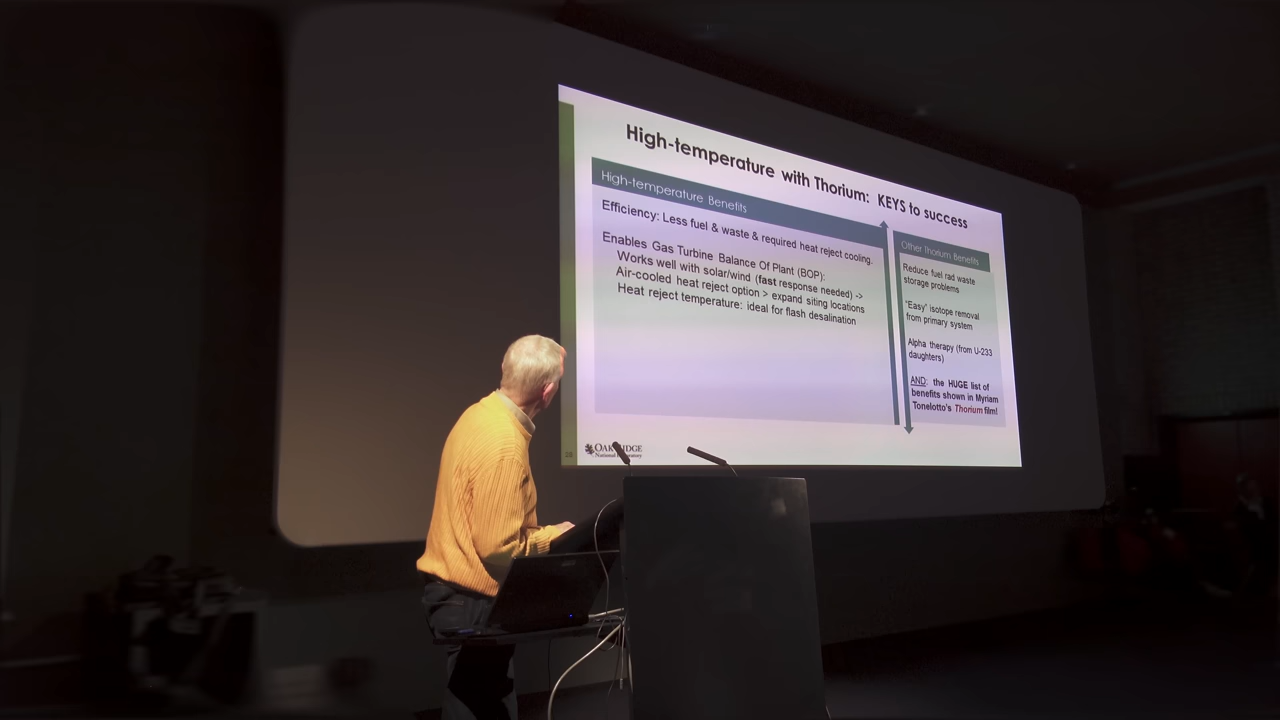 High-temperature with Thorium: KEYS to success
High-temperature Benefits
Efficiency: Less fuel & waste & required heat reject cooling.
Enables Gas Turbine Balance Of Plant (BOP):
Works well with solar/wind (fast response needed) ->
Air-cooled heat reject option > expand siting locations
Heat reject temperature: ideal for flash desalination
Other Thorium Benefits
Reduce fuel rad waste
storage problems
"Easy" isotope removal
from primary system
Alpha therapy (from U-233
daughters)
AND: the HUGE list of
benefits shown in Myriam
Tonelotto's Thorium film!
20
National